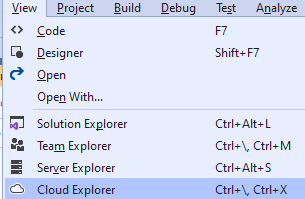 View Project Build Debug Test Analyze
Code F7
Designer Shift+F7
Open
Open With...
Solution Explorer Ctrl+Alt+L
Team Explorer Ctrl+\, Ctrl+M
Server Explorer Ctrl+Alt+S
Cloud Explorer Ctrl+\, Ctrl+X